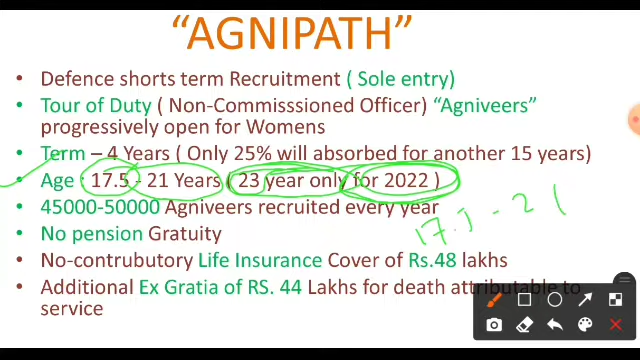 “AGNIPATH”
• Defence shorts term Recruitment ( Sole entry)
• Tour of Duty ( Non-Commisssioned Officer) “Agniveers”
progressively open for Womens
• Term – 4 Years ( Only 25% will absorbed for another 15 years)
• Age : 17.5 - 21 Years ( 23 year only for 2022 )
• 45000-50000 Agniveers recruited every year
17.5 - 21
• No pension Gratuity
• No-contrubutory Life Insurance Cover of Rs.48 lakhs
• Additional Ex Gratia of RS. 44 Lakhs for death attributable to
service